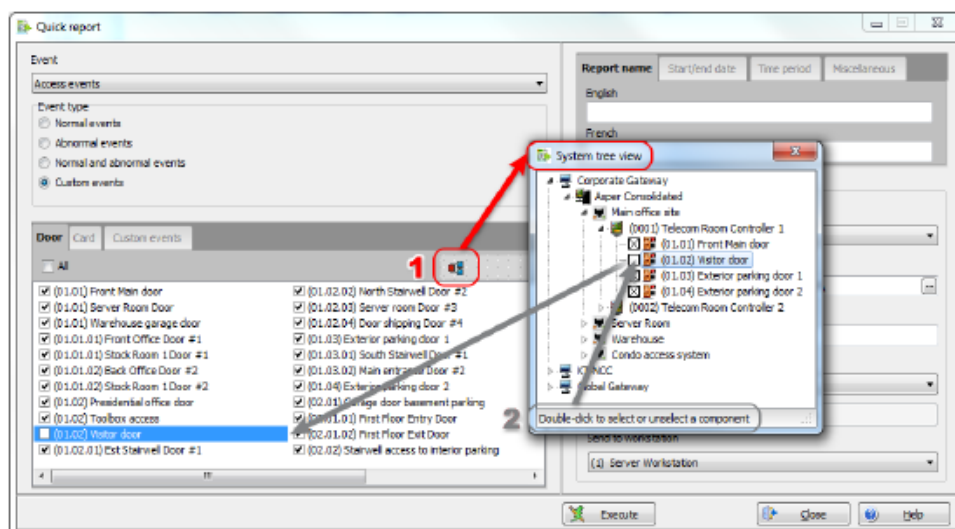 Quick report
Event
Access events
Event type
Normal events
Abnormal events
Normal and abnormal events
Custom events
Door Card Custom events
All
1
(01.01) Front Main door
(01.01) Server Room Door
(01.01) Warehouse garage door
(01.01.01) Front Office Door #1
(01.01.01) Stock Room 1 Door #1
(01.01.02) Back Office Door #2
(01.01.02) Stock Room 1 Door #2
(01.02) Presidential office door
(01.02) Toolbox access
(01.02) Visitor door
(01.02.01) Est Stairwell Door #1
(01.02.02) North Stairwell Door #2
(01.02.03) Server room Door #3
(01.02.04) Door shipping Door #4
(01.03) Exterior parking door 1
(01.03.01) South Stairwell Door #1
(01.03.02) Main entrance Door #2
(01.04) Exterior parking door 2
(02.01) Garage door basement parking
(02.01.01) First Floor Entry Door
(02.01.02) First Floor Exit Door
(02.02) Stairwell access to interior parking
Report name Start/end date Time period Miscellaneous
English
French
System tree view
Corporate Gateway
Asper Consolidated
Main office site
(0001) Telecom Room Controller 1
(01.01) Front Main door
(01.02) Visitor door
(01.03) Exterior parking door 1
(01.04) Exterior parking door 2
(0002) Telecom Room Controller 2
Server Room
Warehouse
Condo access system
Global Gateway
2
Double-click to select or unselect a component
Send to workstation
(1) Server Workstation
Execute
Close
Help